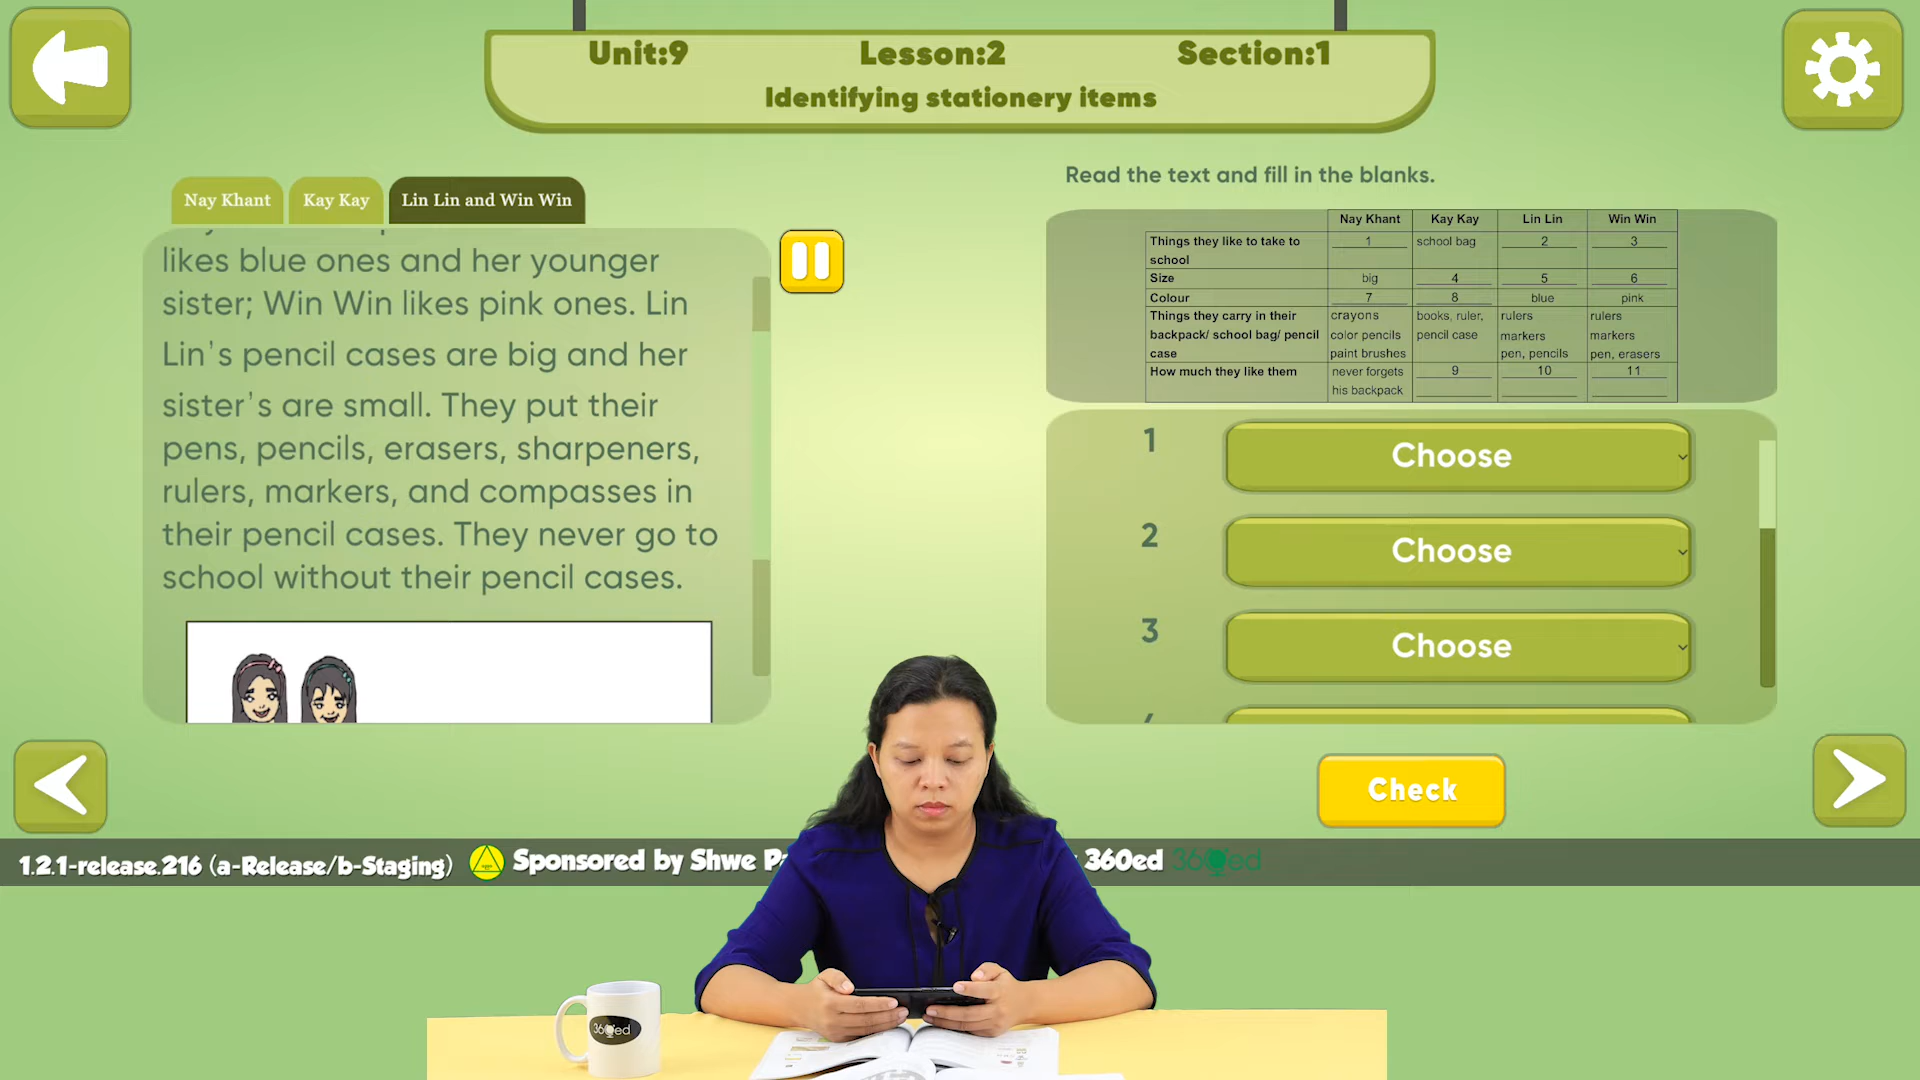 Unit:9 Lesson:2 Section:1
Identifying stationery items
Nay Khant
Kay Kay
Lin Lin and Win Win
likes blue ones and her younger
sister; Win Win likes pink ones. Lin
Lin's pencil cases are big and her
sister's are small. They put their
pens, pencils, erasers, sharpeners,
rulers, markers, and compasses in
their pencil cases. They never go to
school without their pencil cases.
Read the text and fill in the blanks.
Nay Khant Kay Kay Lin Lin Win Win
Things they like to take to school 1 school bag 2 3
Size big 4 5 6
Colour 7 8 blue pink
Things they carry in their crayons books, ruler, rulers rulers
backpack/ school bag/ pencil color pencils pencil case markers markers
case paint brushes pen, pencils pen, erasers
How much they like them never forgets 9 10 11
his backpack
1 Choose
2 Choose
3 Choose
Check
1.2.1-release.216 (a-Release/b-Staging) Sponsored by Shwe 360ed 360ed
360ed